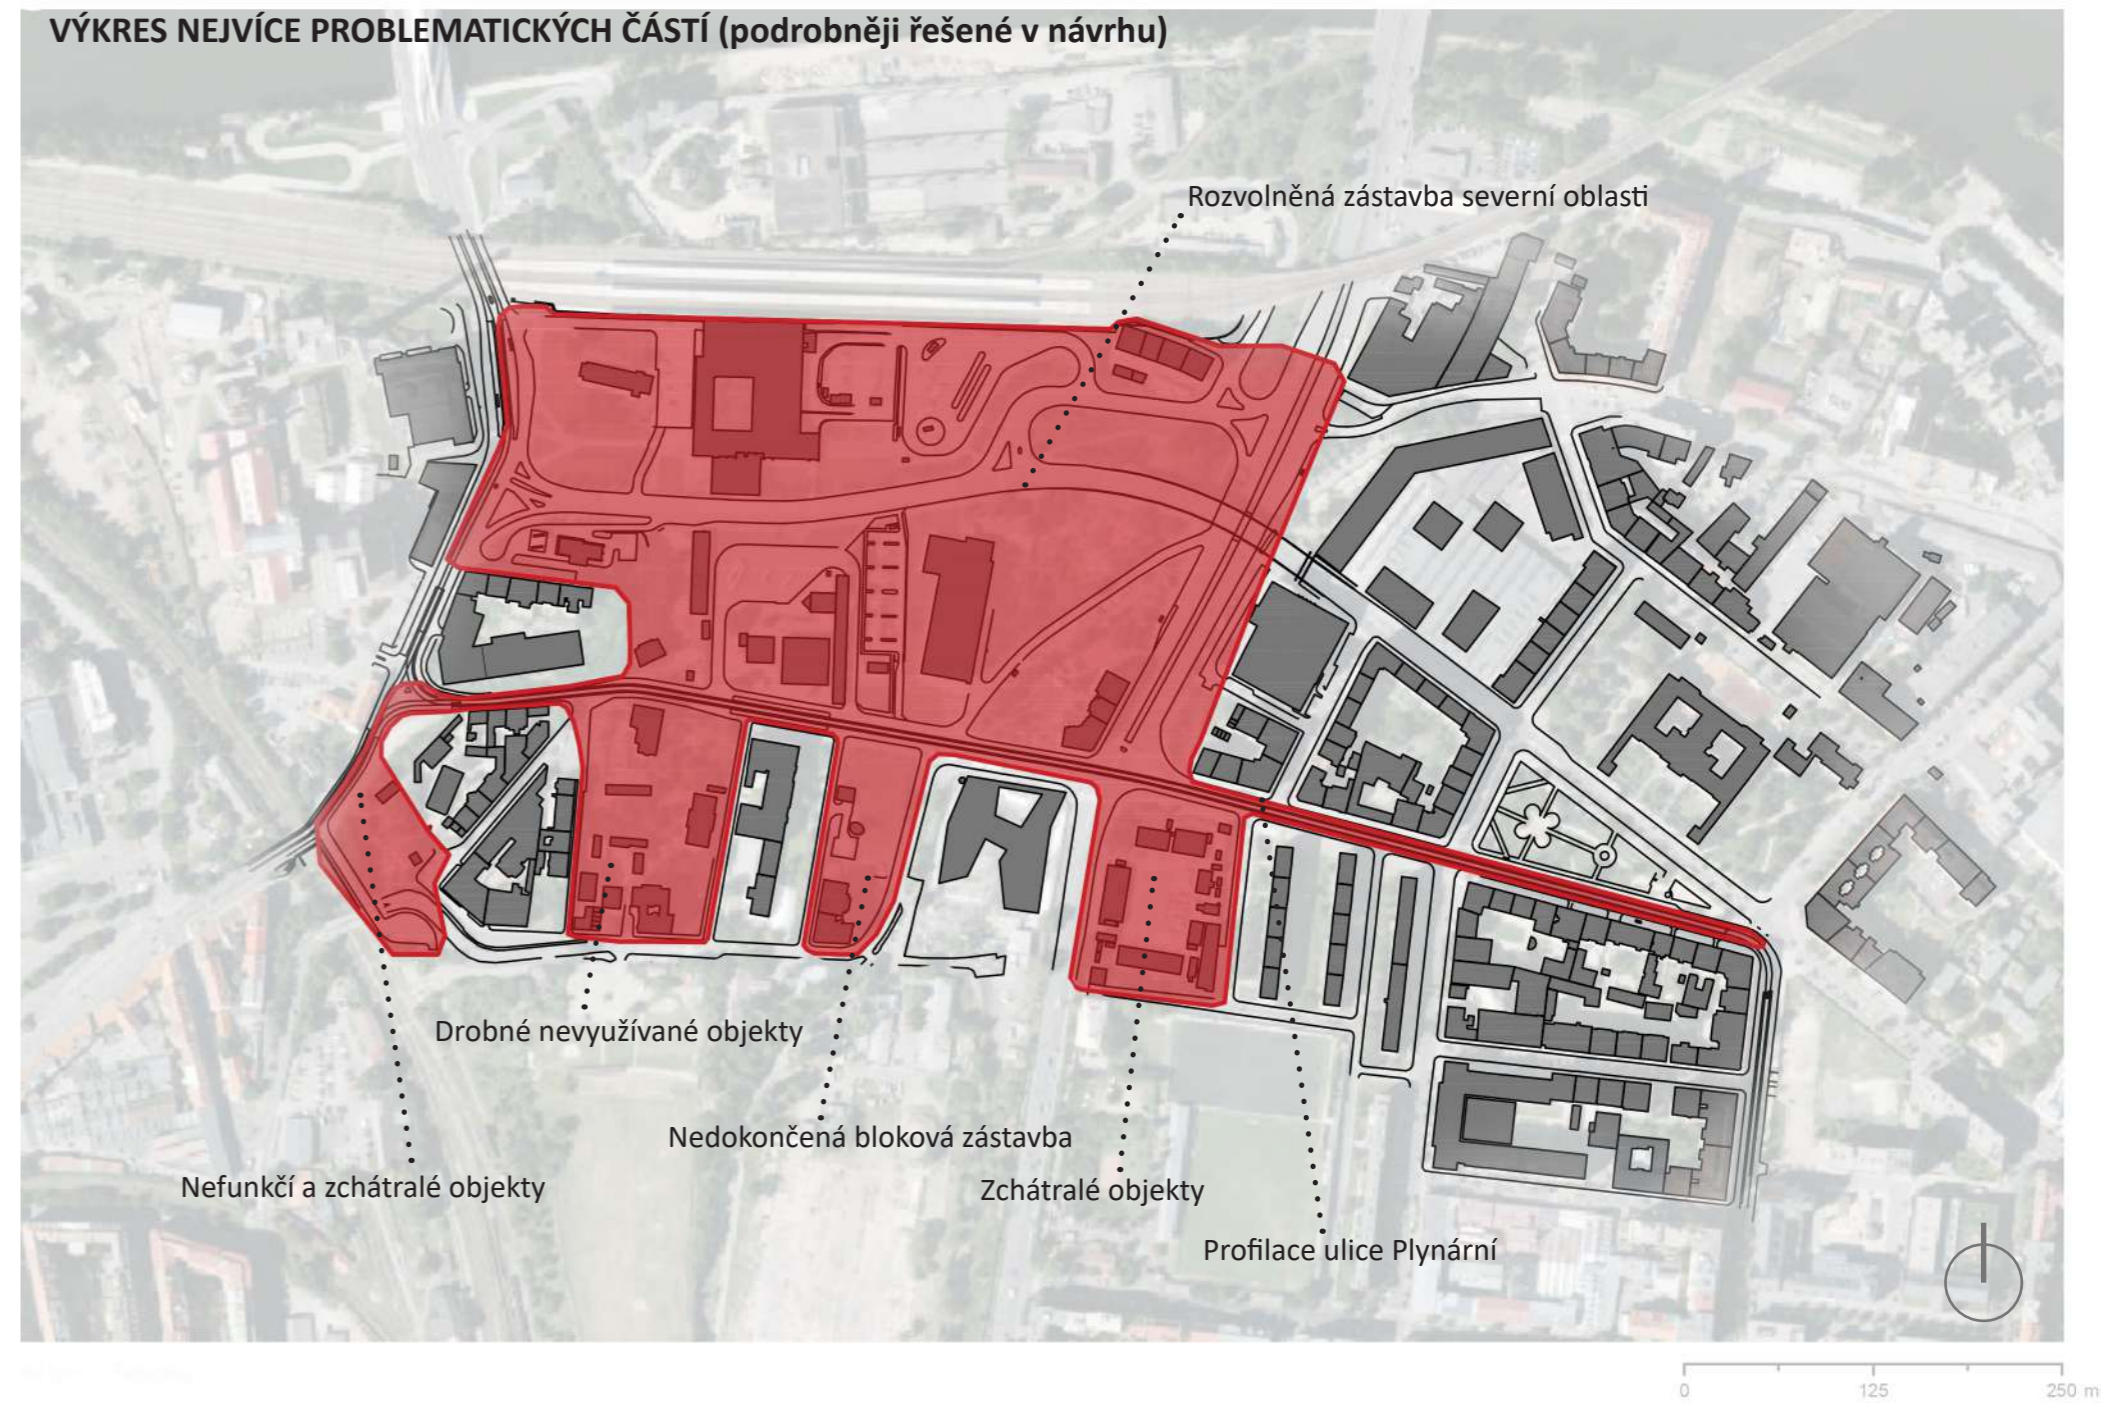 VÝKRES NEJVÍCE PROBLEMATICKÝCH ČÁSTÍ (podrobněji řešené v návrhu)
Rozvolněná zástavba severní oblasti
Drobné nevyužívané objekty
Nedokončená bloková zástavba
Nefunkčí a zchátralé objekty
Zchátralé objekty
Profilace ulice Plynární
0 125 250 m